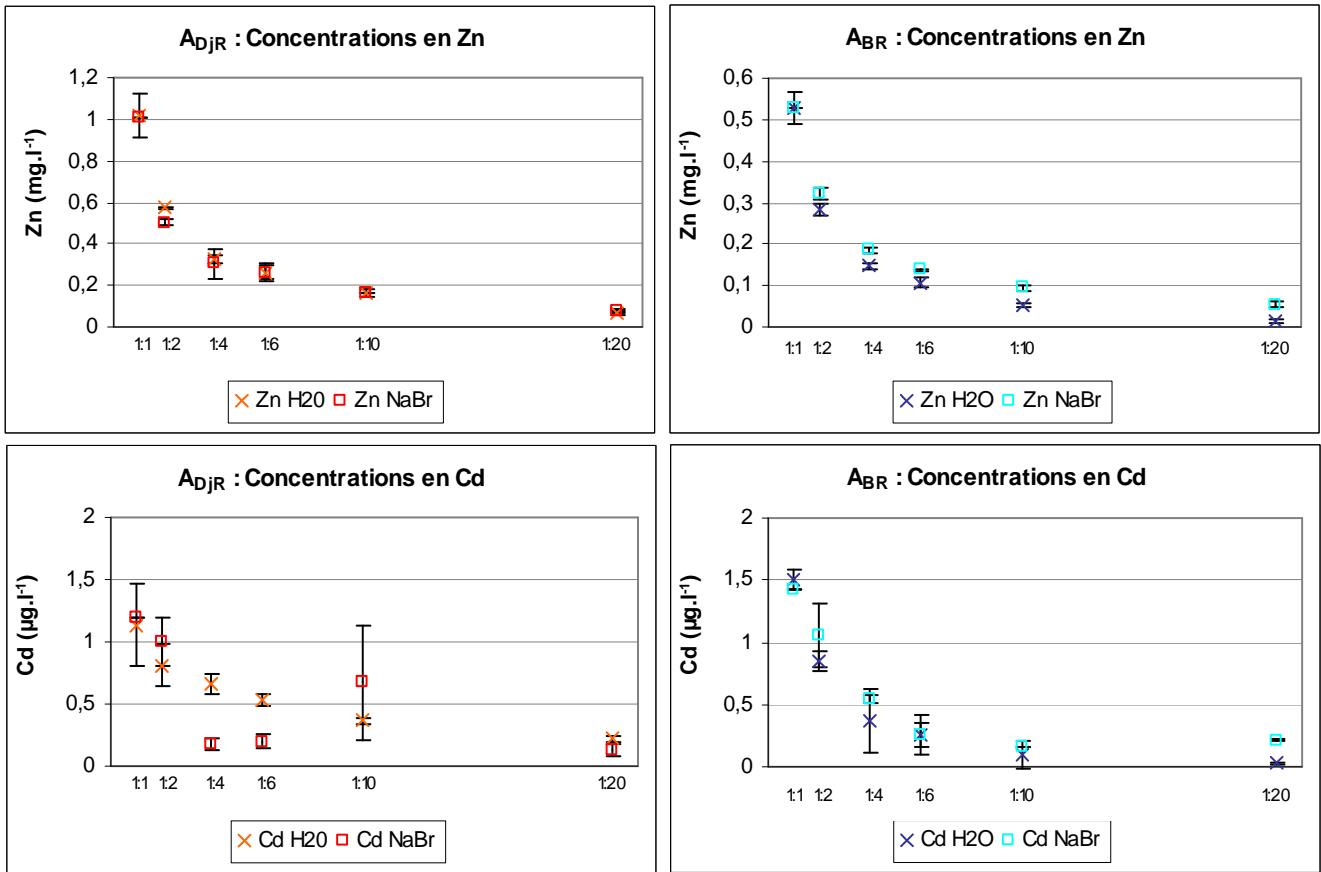 A_DjR : Concentrations en Zn
1,2
1
0,8
0,6
0,4
0,2
0
Zn (mg.l⁻¹)
1:1 1:2 1:4 1:6 1:10 1:20
Zn H20 Zn NaBr
A_BR : Concentrations en Zn
0,6
0,5
0,4
0,3
0,2
0,1
0
Zn (mg.l⁻¹)
1:1 1:2 1:4 1:6 1:10 1:20
Zn H2O Zn NaBr
A_DjR : Concentrations en Cd
2
1,5
1
0,5
0
Cd (µg.l⁻¹)
1:1 1:2 1:4 1:6 1:10 1:20
Cd H20 Cd NaBr
A_BR : Concentrations en Cd
2
1,5
1
0,5
0
Cd (µg.l⁻¹)
1:1 1:2 1:4 1:6 1:10 1:20
Cd H2O Cd NaBr